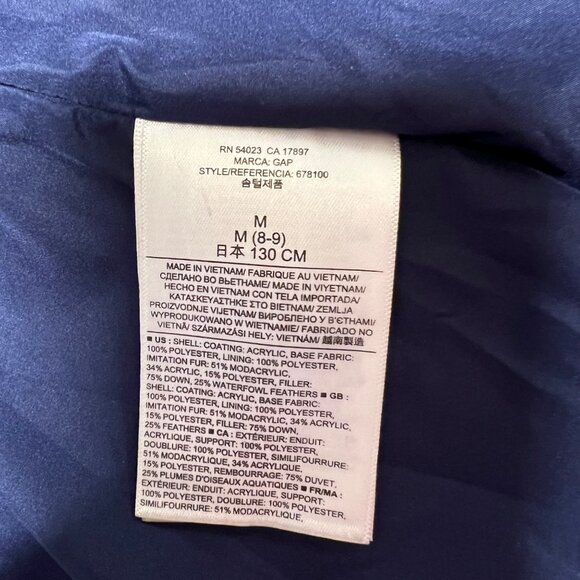 RN 54023 CA 17897
MARCA: GAP
STYLE/REFERENCIA: 678100
솜털제품
M
M (8-9)
日本 130 CM
MADE IN VIETNAM/ FABRIQUE AU VIETNAM/
СДЕЛАНО ВО ВЬЕТНАМЕ/ MADE IN VIYETNAM/
HECHO EN VIETNAM CON TELA IMPORTADA/
ΚΑΤΑΣΚΕΥΑΣΤΗΚΕ ΣΤΟ ΒΙΕΤΝΑΜ/ ZEMLJA
PROIZVODNJE VIJETNAM/ ВИРОБЛЕНО У В'ЄТНАМІ/
WYPRODUKOWANO W WIETNAMIE/ FABRICADO NO
VIETNÃ/ SZÁRMAZÁSI HELY: VIETNÁM/ 越南製造
■ US : SHELL: COATING: ACRYLIC, BASE FABRIC:
100% POLYESTER, LINING: 100% POLYESTER,
IMITATION FUR: 51% MODACRYLIC,
34% ACRYLIC, 15% POLYESTER, FILLER:
75% DOWN, 25% WATERFOWL FEATHERS ■ GB :
SHELL: COATING: ACRYLIC, BASE FABRIC:
100% POLYESTER, LINING: 100% POLYESTER,
IMITATION FUR: 51% MODACRYLIC, 34% ACRYLIC,
15% POLYESTER, FILLER: 75% DOWN,
25% FEATHERS ■ CA : EXTÉRIEUR: ENDUIT:
ACRYLIQUE, SUPPORT: 100% POLYESTER,
DOUBLURE: 100% POLYESTER, SIMILIFOURRURE:
51% MODACRYLIQUE, 34% ACRYLIQUE,
15% POLYESTER, REMBOURRAGE: 75% DUVET,
25% PLUMES D'OISEAUX AQUATIQUES ■ FR/MA :
EXTÉRIEUR: ENDUIT: ACRYLIQUE, SUPPORT:
100% POLYESTER, DOUBLURE: 100% POLYESTER,
SIMILIFOURRURE: 51% MODACRYLIQUE,